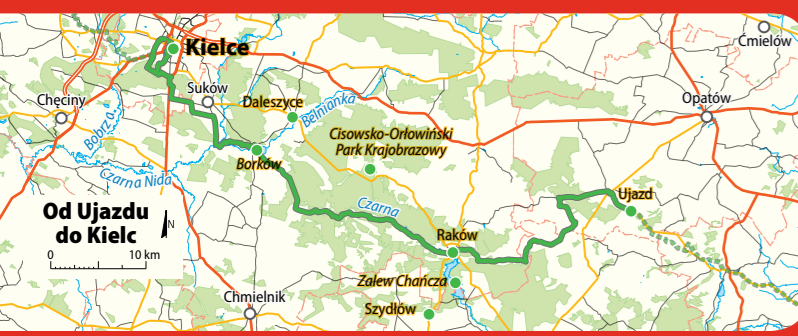 Kielce
Ćmielów
Suków
Chęciny
Daleszyce
Belnianka
Opatów
Bobrza
Cisowsko-Orłowiński
Park Krajobrazowy
Borków
Czarna Nida
Ujazd
Od Ujazdu
do Kielc
N
0 10 km
Czarna
Raków
Zalew Chańcza
Chmielnik
Szydłów